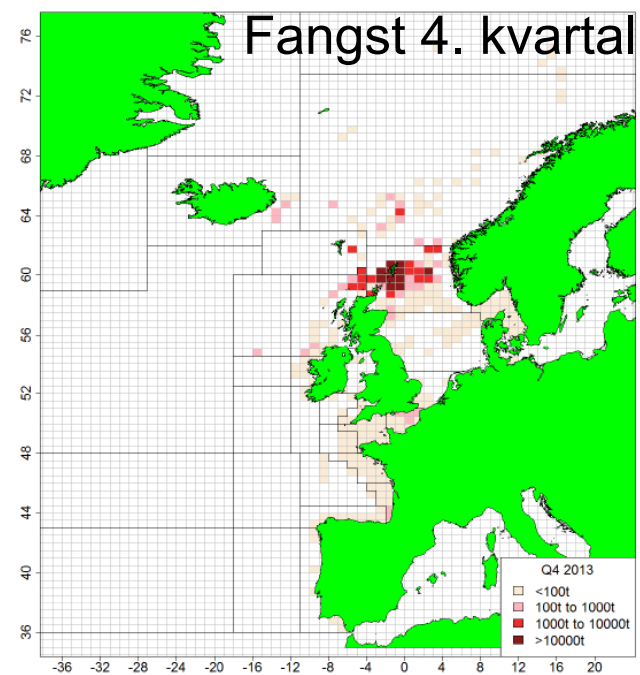 Fangst 4. kvartal
76
72
68
64
60
56
52
48
44
40
36
Q4 2013
<100t
100t to 1000t
1000t to 10000t
>10000t
-36 -32 -28 -24 -20 -16 -12 -8 -4 0 4 8 12 16 20